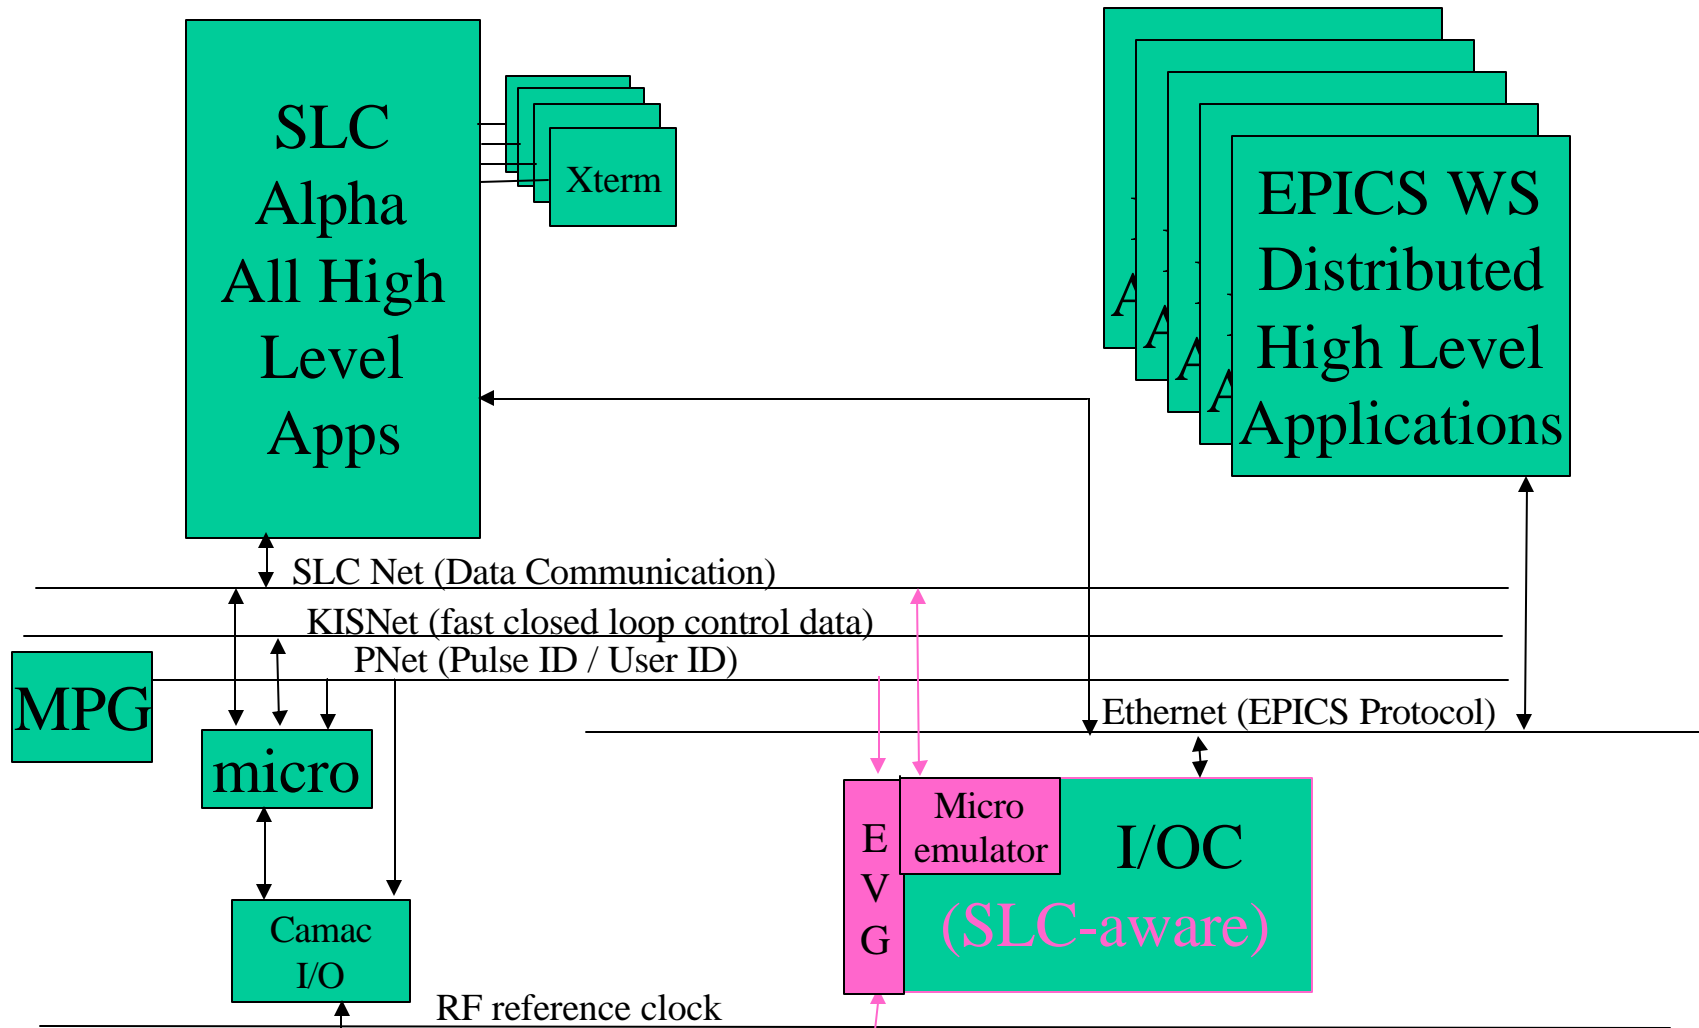 SLC
Alpha
All High
Level
Apps
Xterm
EPICS WS
Distributed
High Level
Applications
A
A
A
A
SLC Net (Data Communication)
KISNet (fast closed loop control data)
PNet (Pulse ID / User ID)
MPG
Ethernet (EPICS Protocol)
micro
Micro
emulator
E
V
G
I/OC
(SLC-aware)
Camac
I/O
RF reference clock